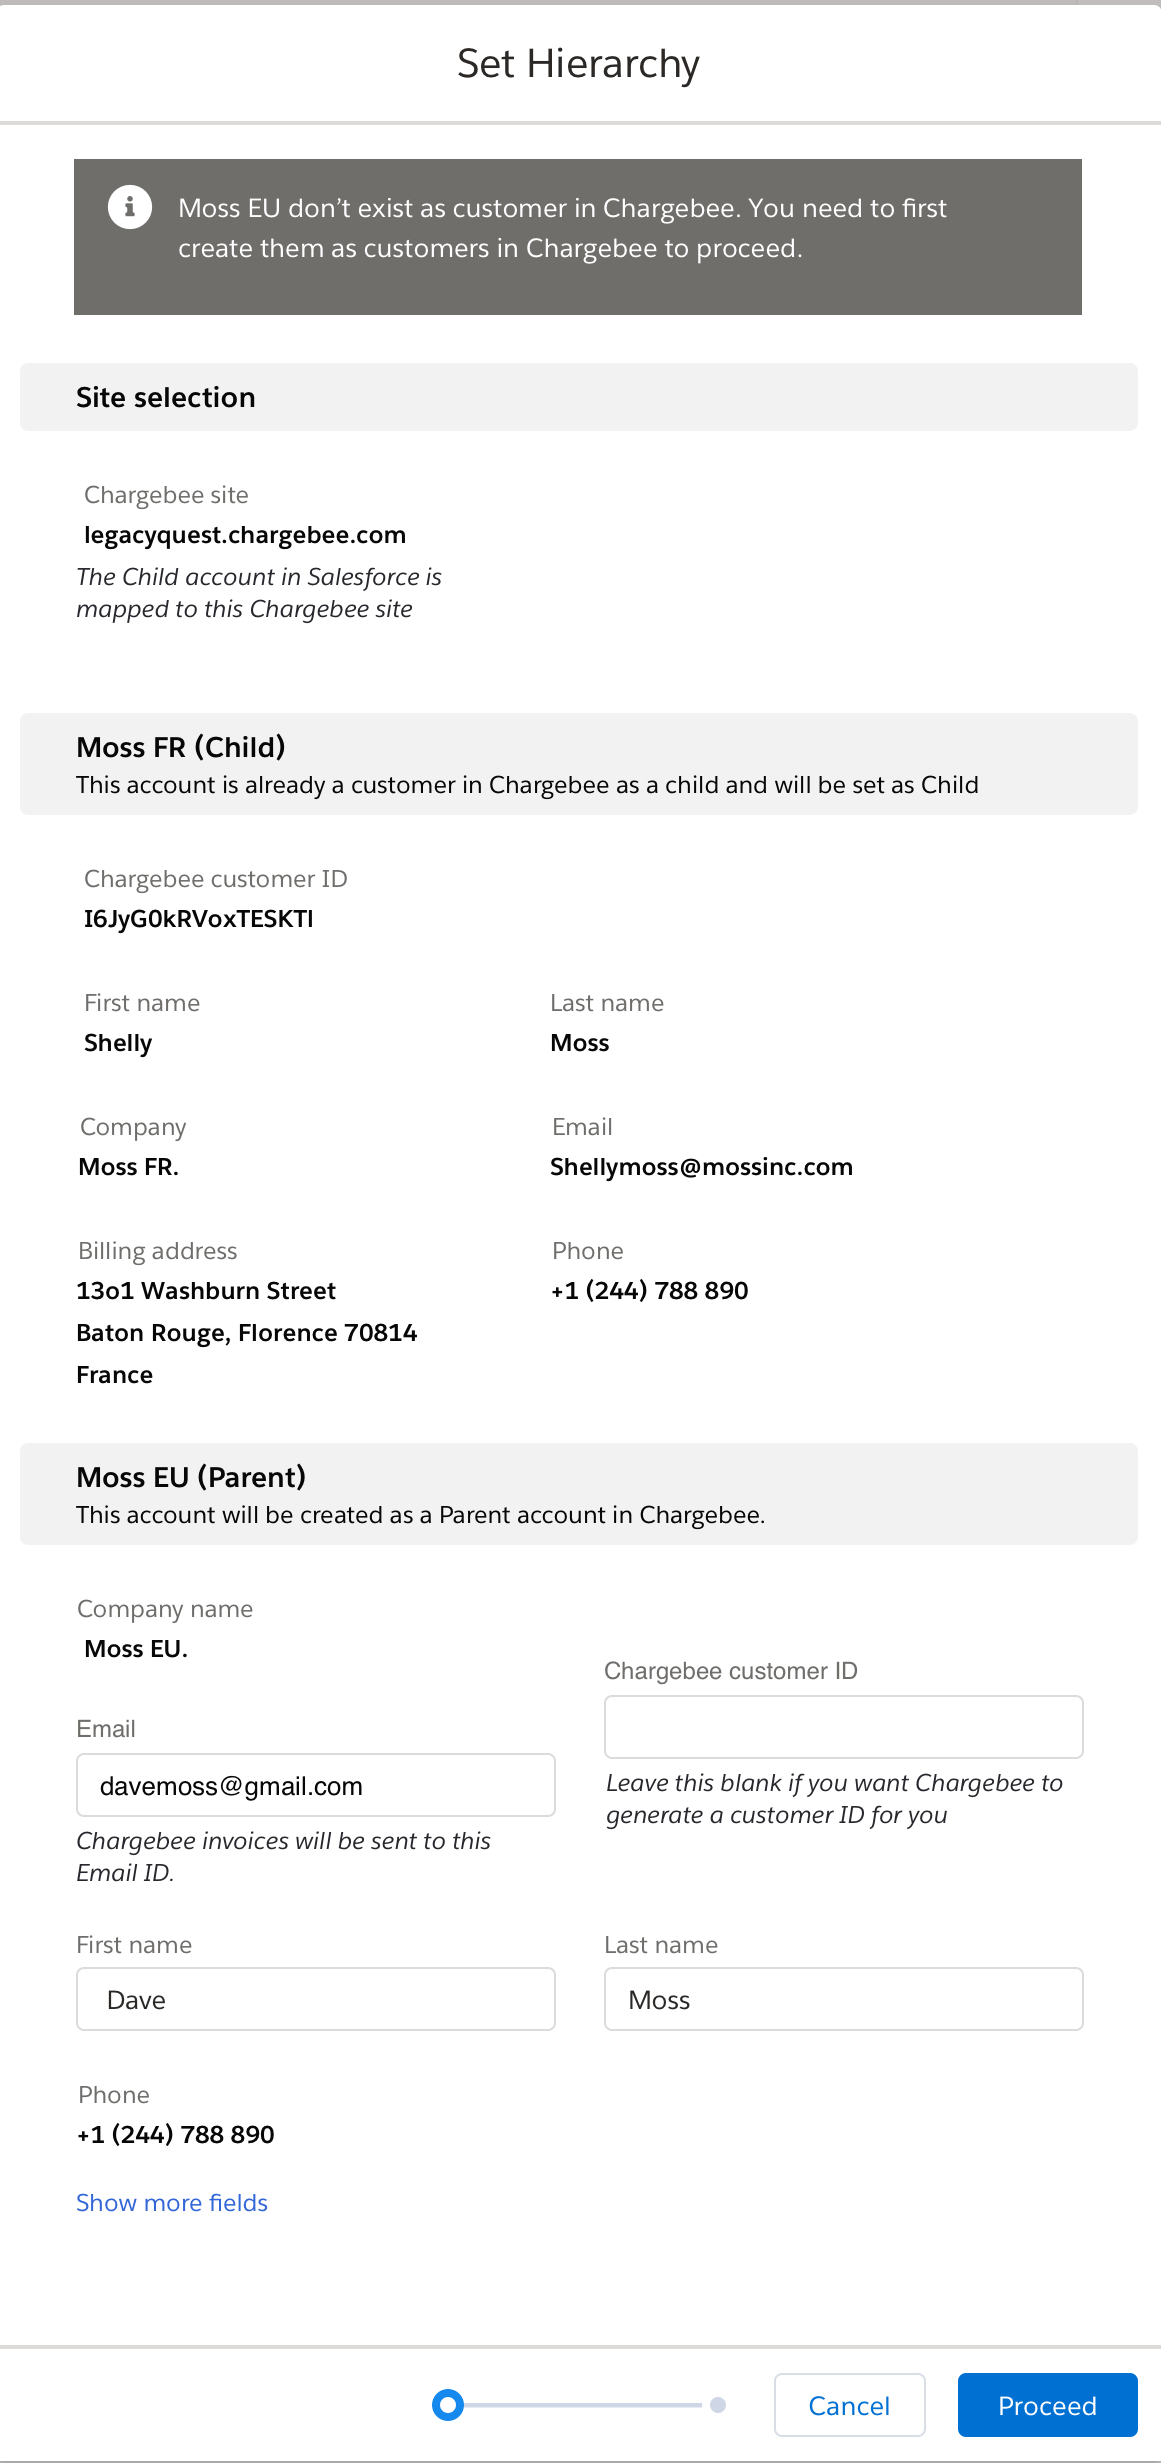 Set Hierarchy
Moss EU don’t exist as customer in Chargebee. You need to first
create them as customers in Chargebee to proceed.
Site selection
Chargebee site
legacyquest.chargebee.com
The Child account in Salesforce is
mapped to this Chargebee site
Moss FR (Child)
This account is already a customer in Chargebee as a child and will be set as Child
Chargebee customer ID
I6JyG0kRVoxTESKTl
First name
Last name
Shelly
Moss
Company
Email
Moss FR.
Shellymoss@mossinc.com
Billing address
Phone
13o1 Washburn Street
+1 (244) 788 890
Baton Rouge, Florence 70814
France
Moss EU (Parent)
This account will be created as a Parent account in Chargebee.
Company name
Moss EU.
Chargebee customer ID
Email
davemoss@gmail.com
Leave this blank if you want Chargebee to
generate a customer ID for you
Chargebee invoices will be sent to this
Email ID.
First name
Last name
Dave
Moss
Phone
+1 (244) 788 890
Show more fields
Cancel
Proceed